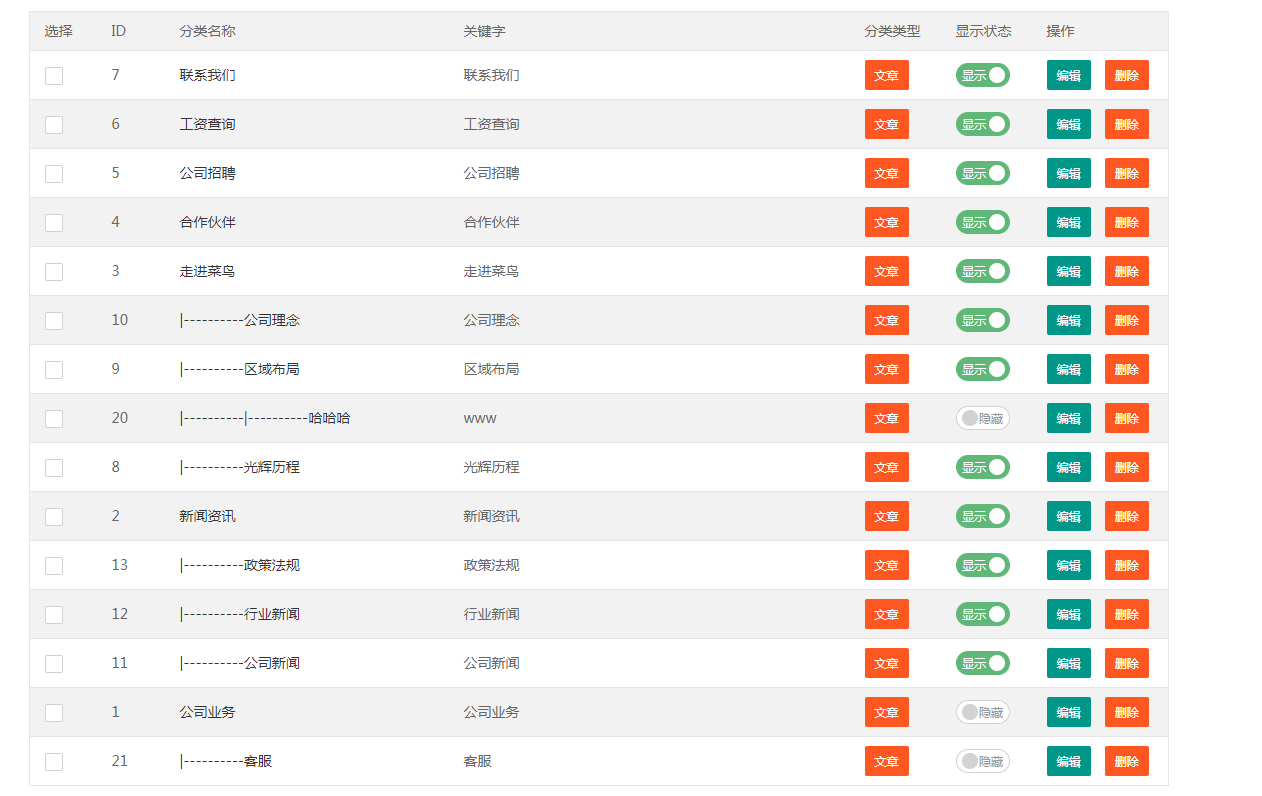 选择 ID 分类名称 关键字 分类类型 显示状态 操作
7 联系我们 联系我们 文章 显示 编辑 删除
6 工资查询 工资查询 文章 显示 编辑 删除
5 公司招聘 公司招聘 文章 显示 编辑 删除
4 合作伙伴 合作伙伴 文章 显示 编辑 删除
3 走进菜鸟 走进菜鸟 文章 显示 编辑 删除
10 |----------公司理念 公司理念 文章 显示 编辑 删除
9 |----------区域布局 区域布局 文章 显示 编辑 删除
20 |----------|----------哈哈哈 www 文章 隐藏 编辑 删除
8 |----------光辉历程 光辉历程 文章 显示 编辑 删除
2 新闻资讯 新闻资讯 文章 显示 编辑 删除
13 |----------政策法规 政策法规 文章 显示 编辑 删除
12 |----------行业新闻 行业新闻 文章 显示 编辑 删除
11 |----------公司新闻 公司新闻 文章 显示 编辑 删除
1 公司业务 公司业务 文章 隐藏 编辑 删除
21 |----------客服 客服 文章 隐藏 编辑 删除